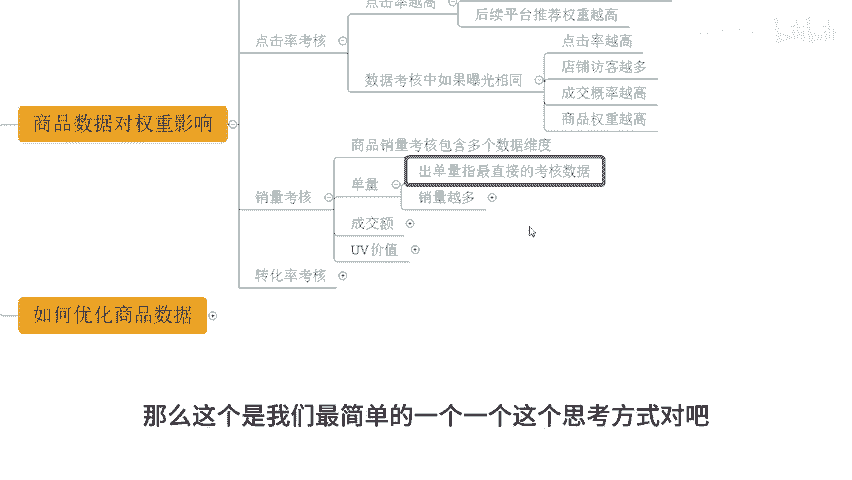 点击率越高
后续平台推荐权重越高
点击率考核
点击率越高
店铺访客越多
数据考核中如果曝光相同
成交概率越高
商品权重越高
商品数据对权重影响
商品销量考核包含多个数据维度
出单量指最直接的考核数据
单量
销量越多
销量考核
成交额
UV价值
转化率考核
如何优化商品数据
那么这个是我们最简单的一个一个这个思考方式对吧